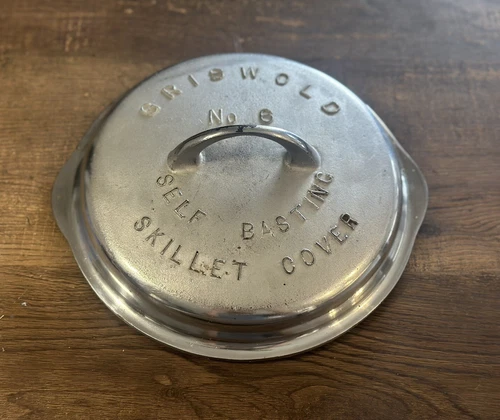 GRISWOLD
No 6
SELF BASTING
SKILLET COVER